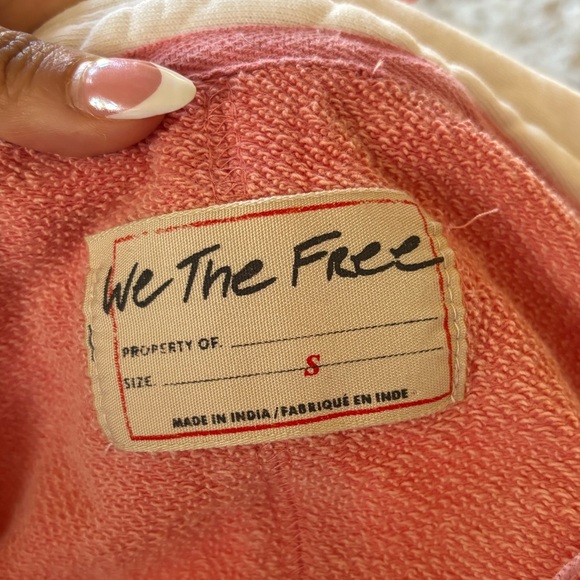 We The Free
PROPERTY OF
SIZE S
MADE IN INDIA / FABRIQUÉ EN INDE